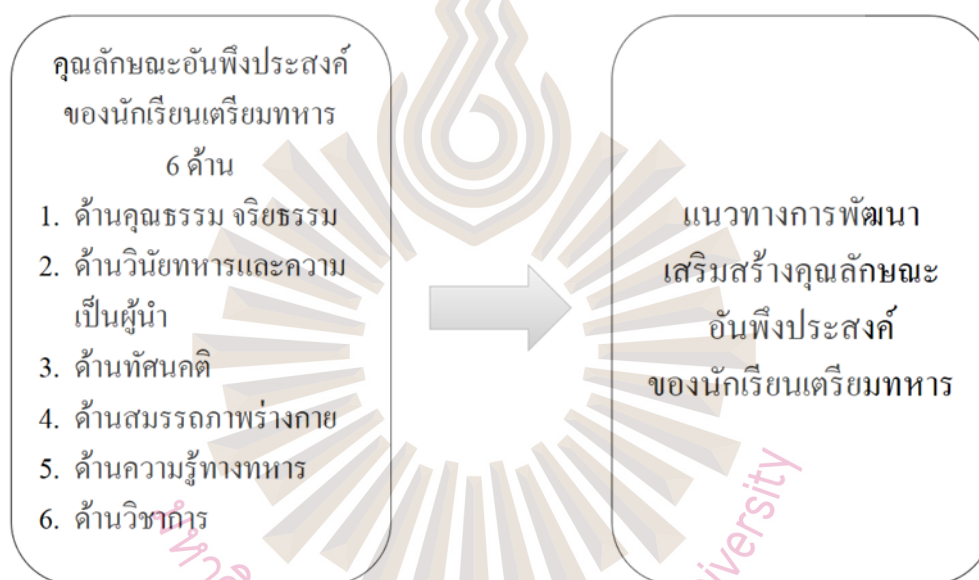 คุณลักษณะอันพึงประสงค์
ของนักเรียนเตรียมทหาร
6 ด้าน
1. ด้านคุณธรรม จริยธรรม
2. ด้านวินัยทหารและความ
เป็นผู้นำ
3. ด้านทัศนคติ
4. ด้านสมรรถภาพร่างกาย
5. ด้านความรู้ทางทหาร
6. ด้านวิชาการ
แนวทางการพัฒนา
เสริมสร้างคุณลักษณะ
อันพึงประสงค์
ของนักเรียนเตรียมทหาร